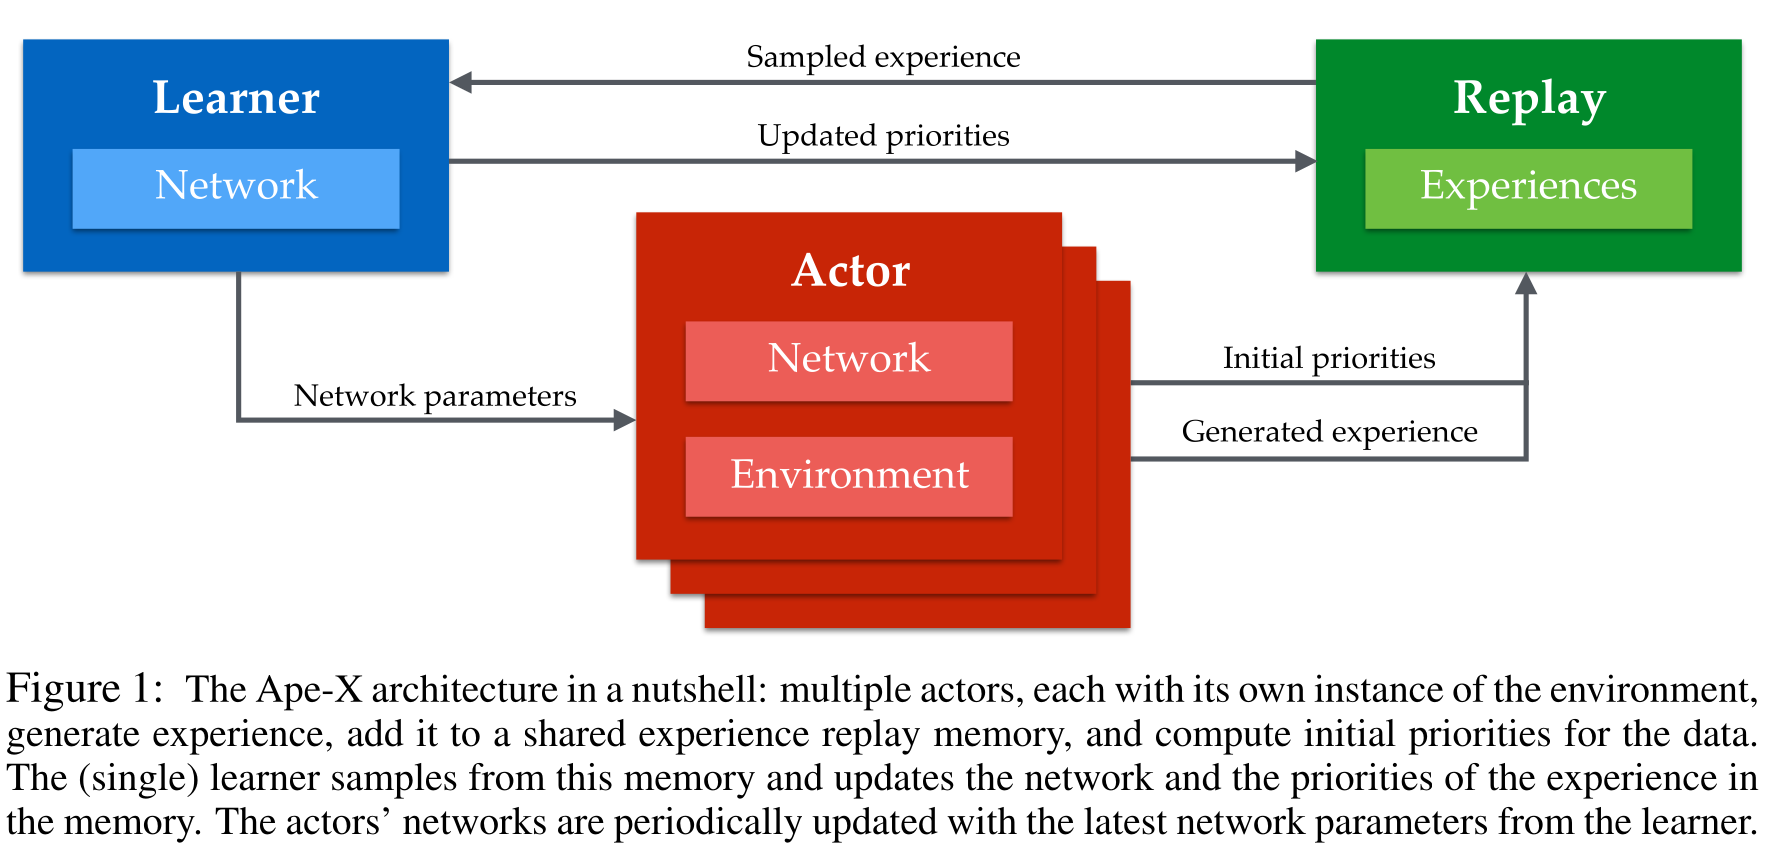 Sampled experience
Learner
Replay
Updated priorities
Network
Experiences
Actor
Network
Initial priorities
Network parameters
Generated experience
Environment
Figure 1: The Ape-X architecture in a nutshell: multiple actors, each with its own instance of the environment,
generate experience, add it to a shared experience replay memory, and compute initial priorities for the data.
The (single) learner samples from this memory and updates the network and the priorities of the experience in
the memory. The actors’ networks are periodically updated with the latest network parameters from the learner.